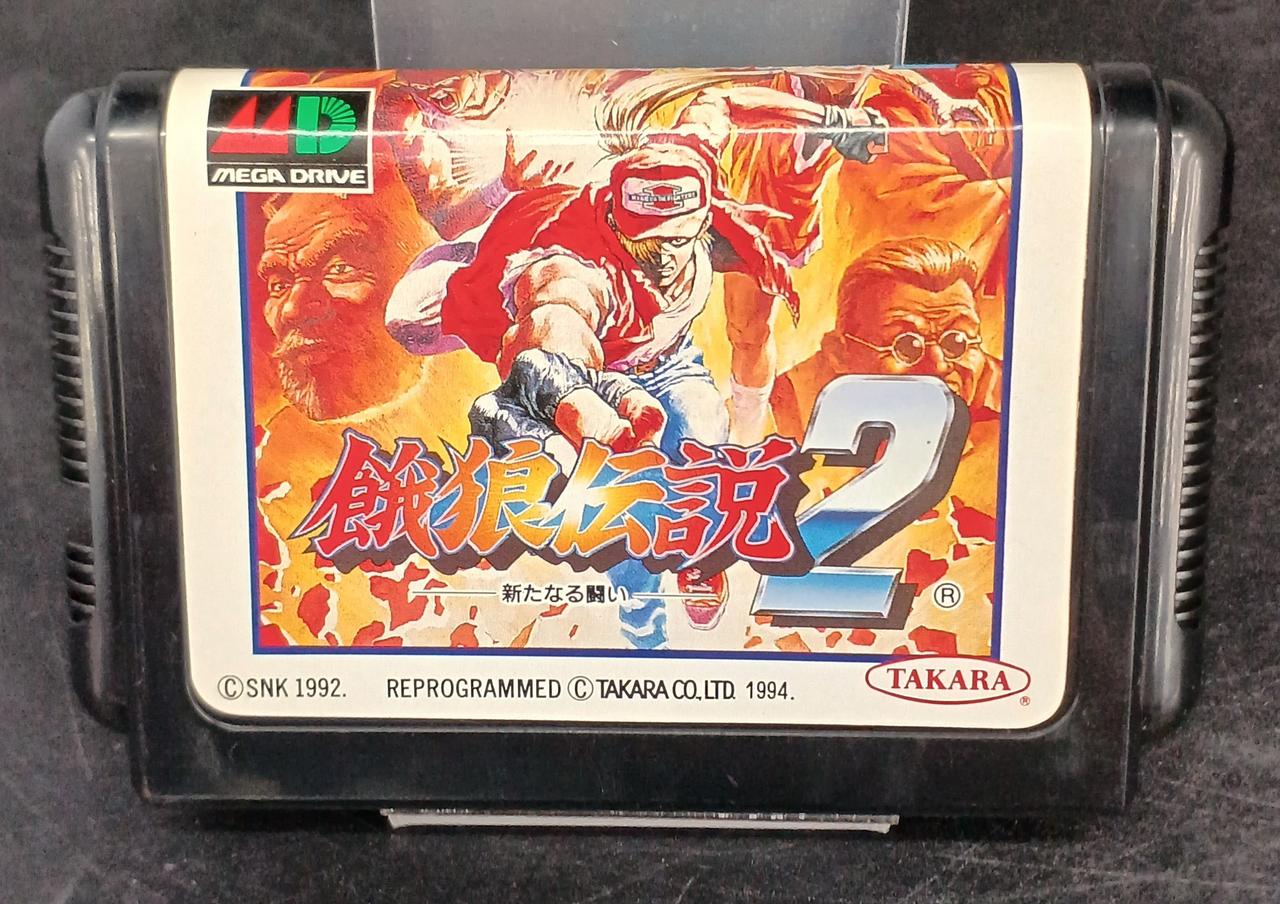 MD
MEGA DRIVE
餓狼伝説2
新たなる闘い
®
©SNK 1992. REPROGRAMMED © TAKARA CO., LTD. 1994.
TAKARA
®